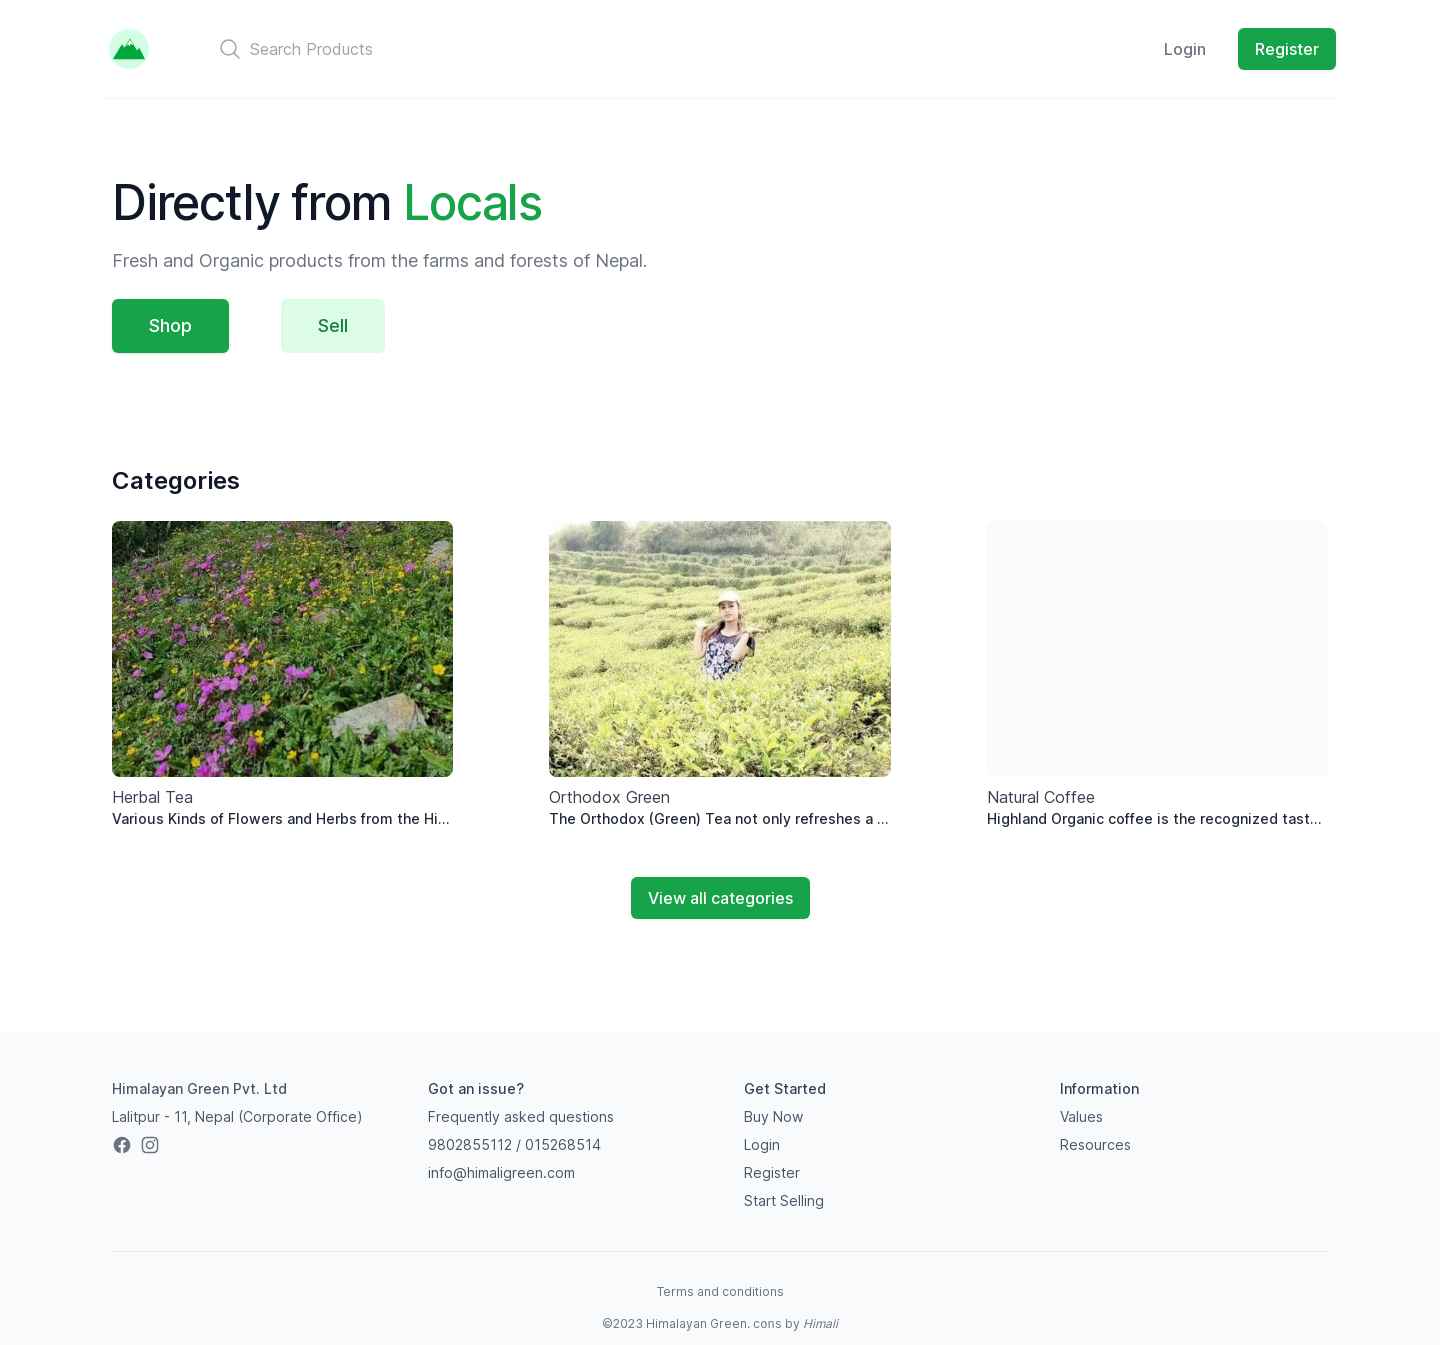 Search Products
Login
Register
Directly from Locals
Fresh and Organic products from the farms and forests of Nepal.
Shop
Sell
Categories
Herbal Tea
Various Kinds of Flowers and Herbs from the Hi...
Orthodox Green
The Orthodox (Green) Tea not only refreshes a ...
Natural Coffee
Highland Organic coffee is the recognized tast...
View all categories
Himalayan Green Pvt. Ltd
Lalitpur - 11, Nepal (Corporate Office)
Got an issue?
Frequently asked questions
9802855112 / 015268514
info@himaligreen.com
Get Started
Buy Now
Login
Register
Start Selling
Information
Values
Resources
Terms and conditions
©2023 Himalayan Green. cons by Himali